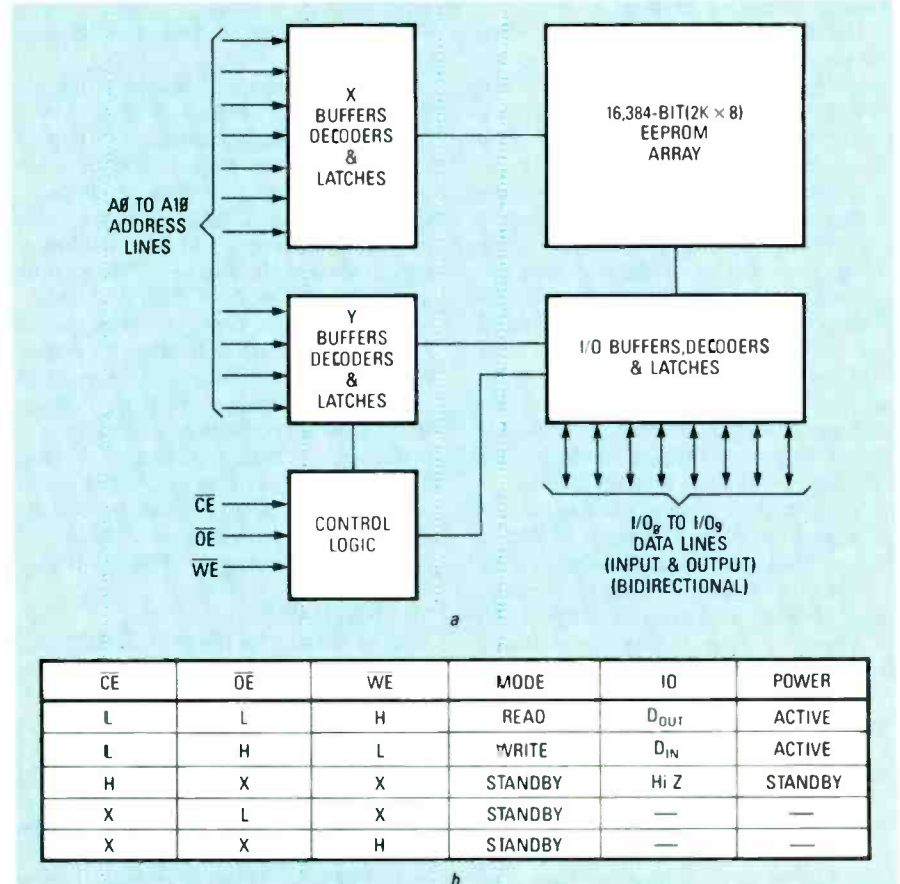 X
BUFFERS
DECODERS
&
LATCHES
16,384-BIT(2K × 8)
EEPROM
ARRAY
A0 TO A10
ADDRESS
LINES
Y
BUFFERS
DECODERS
&
LATCHES
I/O BUFFERS,DECODERS
& LATCHES
CE
OE
WE
CONTROL
LOGIC
I/O₀ TO I/O₉
DATA LINES
(INPUT & OUTPUT)
(BIDIRECTIONAL)
a
CE OE WE MODE IO POWER
L L H READ D_OUT ACTIVE
L H L WRITE D_IN ACTIVE
H X X STANDBY Hi Z STANDBY
X L X STANDBY — —
X X H STANDBY — —
b